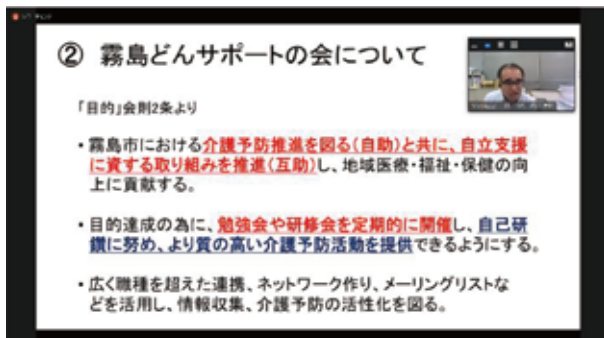 ② 霧島どんサポートの会について
「目的」会則2条より
・霧島市における介護予防推進を図る(自助)と共に、自立支援
に資する取り組みを推進(互助)し、地域医療・福祉・保健の向
上に貢献する。
・目的達成の為に、勉強会や研修会を定期的に開催し、自己研
鑽に努め、より質の高い介護予防活動を提供できるようにする。
・広く職種を超えた連携、ネットワーク作り、メーリングリストな
どを活用し、情報収集、介護予防の活性化を図る。